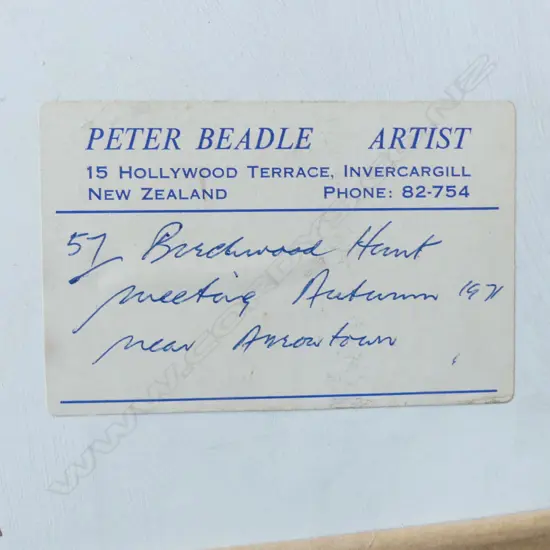 PETER BEADLE ARTIST
15 HOLLYWOOD TERRACE, INVERCARGILL
NEW ZEALAND PHONE: 82-754
57 Birchwood Hunt
meeting Autumn 1971
near Arrowtown